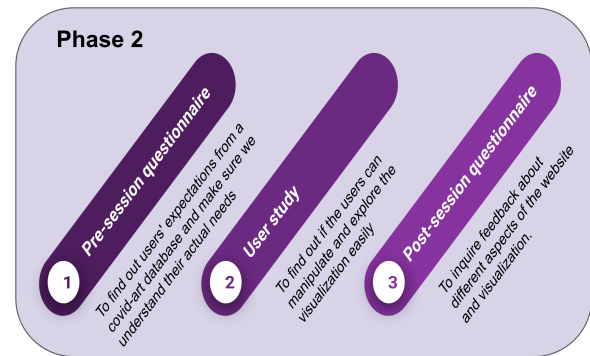 Phase 2
1
Pre-session questionnaire
To find out users' expectations from a
covid-art database and make sure we
understand their actual needs
2
User study
To find out if the users can
manipulate and explore the
visualization easily
3
Post-session questionnaire
To inquire feedback about
different aspects of the website
and visualization.